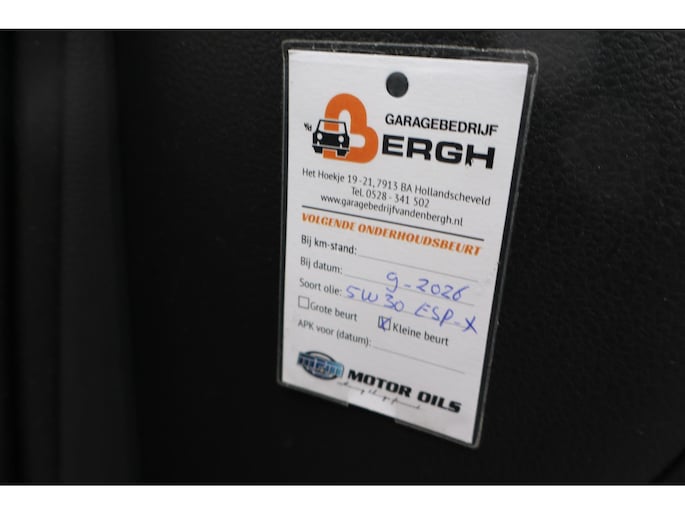 GARAGEBEDRIJF
vd BERGH
Het Hoekje 19-21, 7913 BA Hollandscheveld
Tel. 0528 - 341 502
www.garagebedrijfvandenbergh.nl
VOLGENDE ONDERHOUDSBEURT
Bij km-stand:
Bij datum: 9-2026
Soort olie: 5W30 ESP-X
Grote beurt Kleine beurt
APK voor (datum):
MOTOR OILS